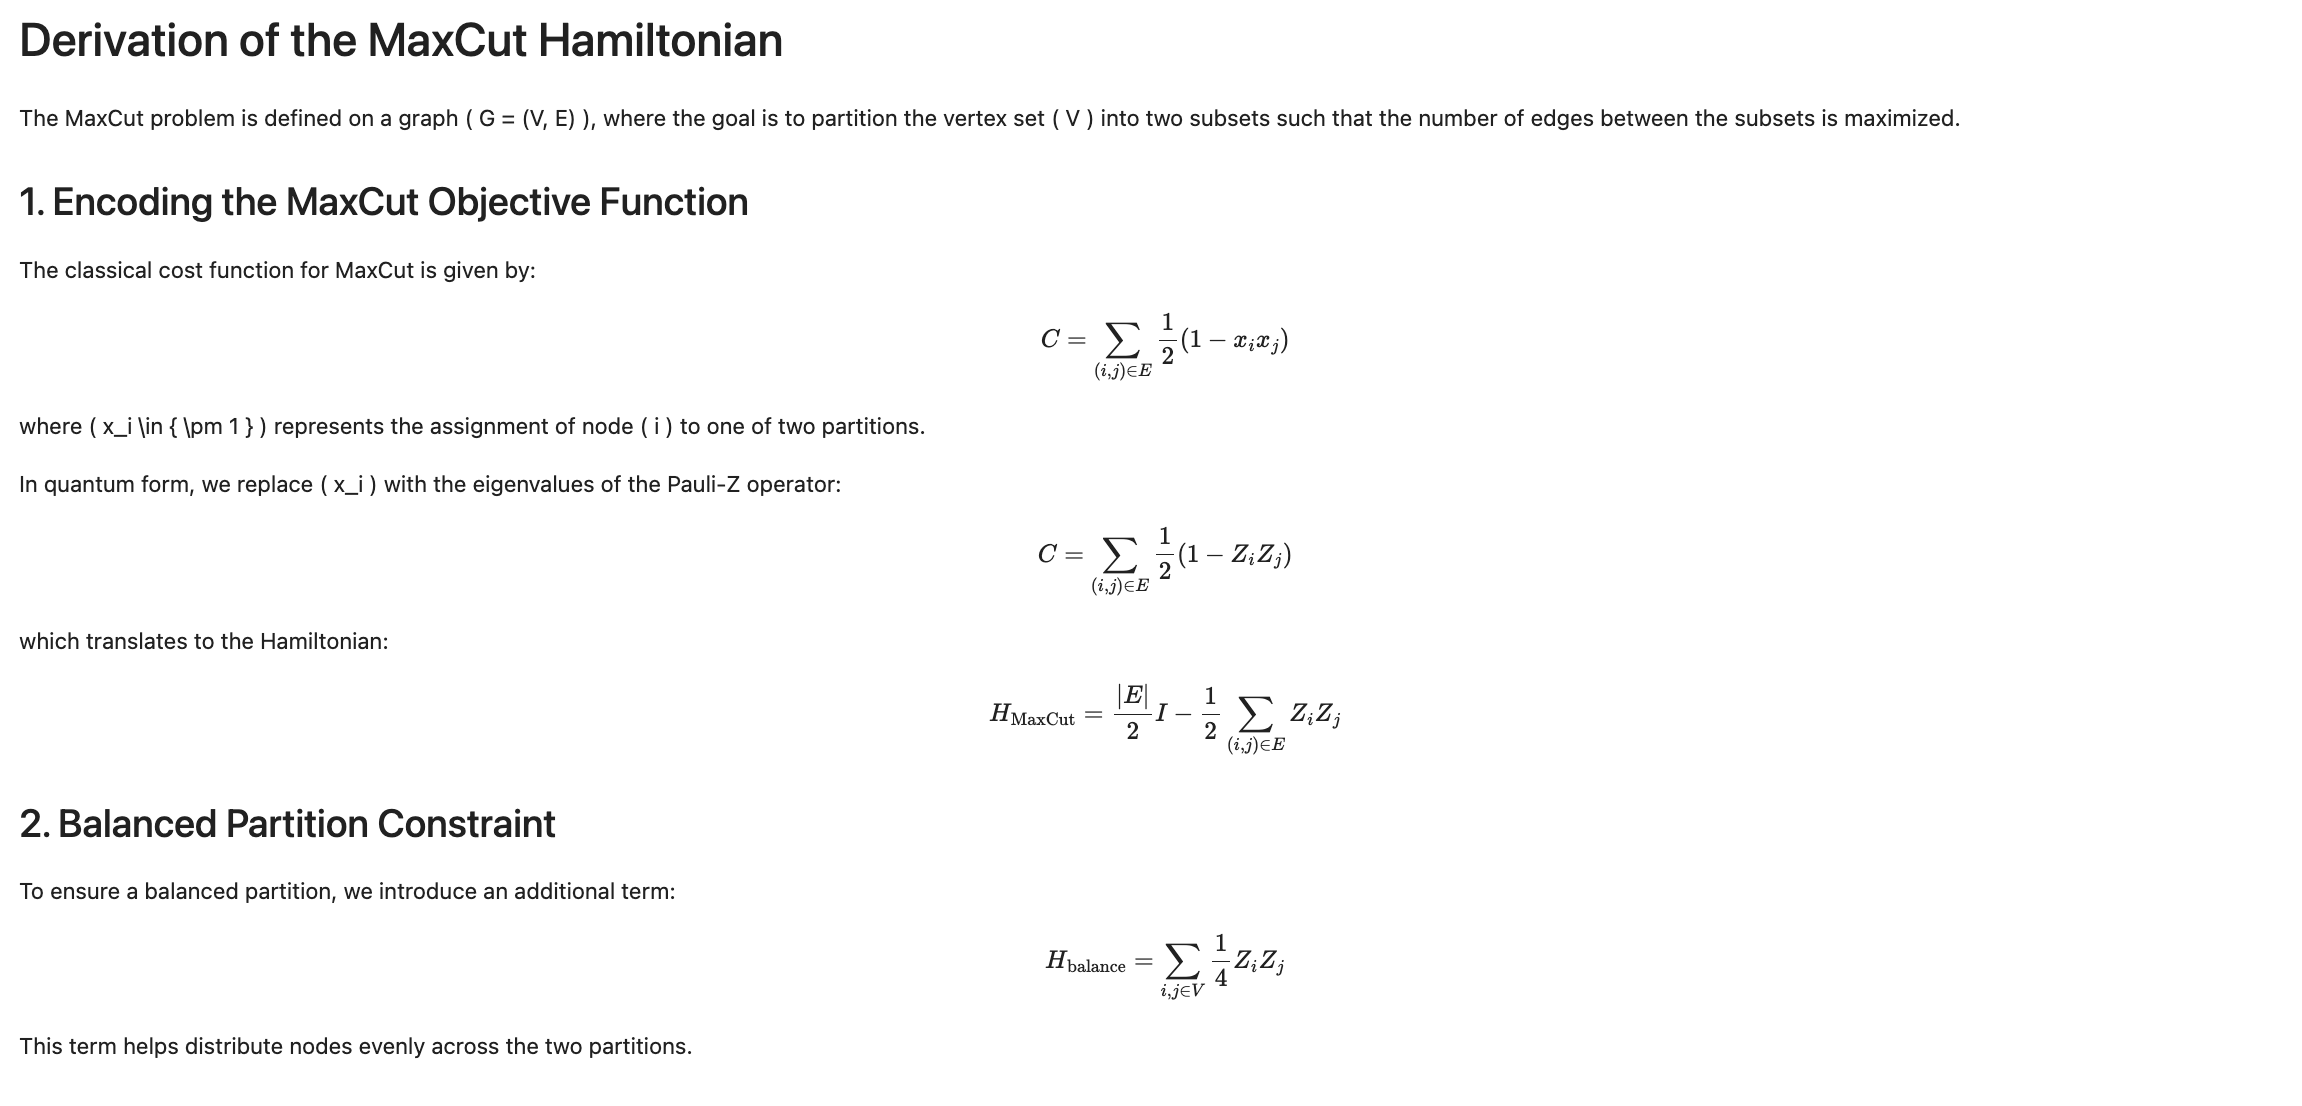 Derivation of the MaxCut Hamiltonian
The MaxCut problem is defined on a graph ( G = (V, E) ), where the goal is to partition the vertex set ( V ) into two subsets such that the number of edges between the subsets is maximized.
1. Encoding the MaxCut Objective Function
The classical cost function for MaxCut is given by:
$$C = \sum_{(i,j)\in E} \frac{1}{2}(1 - x_i x_j)$$
where ( x_i \in { \pm 1 } ) represents the assignment of node ( i ) to one of two partitions.
In quantum form, we replace ( x_i ) with the eigenvalues of the Pauli-Z operator:
$$C = \sum_{(i,j)\in E} \frac{1}{2}(1 - Z_i Z_j)$$
which translates to the Hamiltonian:
$$H_{\text{MaxCut}} = \frac{|E|}{2} I - \frac{1}{2} \sum_{(i,j)\in E} Z_i Z_j$$
2. Balanced Partition Constraint
To ensure a balanced partition, we introduce an additional term:
$$H_{\text{balance}} = \sum_{i,j\in V} \frac{1}{4} Z_i Z_j$$
This term helps distribute nodes evenly across the two partitions.